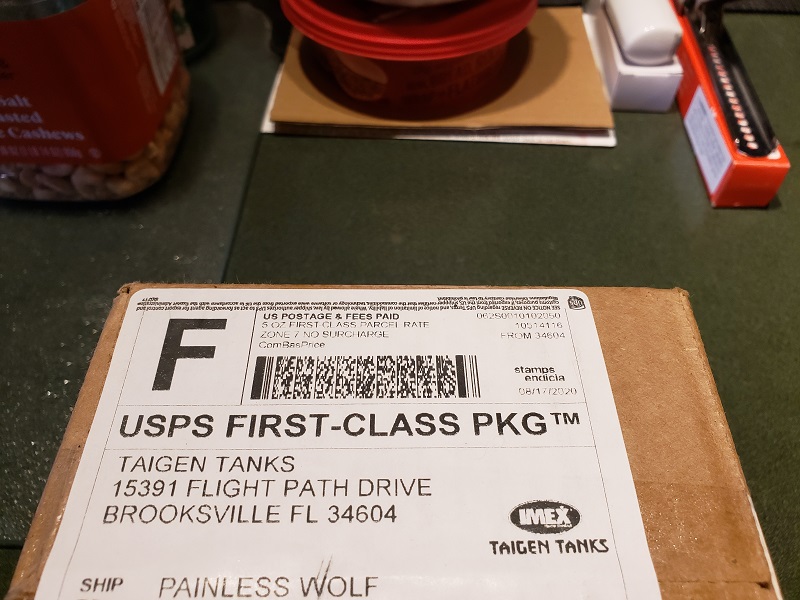 alt
asted
e Cashews
F
US POSTAGE & FEES PAID
5 OZ FIRST-CLASS PARCEL RATE
ZONE 7 NO SURCHARGE
ComBasPrice
062S0010102050
10514116
FROM 34604
stamps
endicia
08/17/2020
USPS FIRST-CLASS PKG™
TAIGEN TANKS
15391 FLIGHT PATH DRIVE
BROOKSVILLE FL 34604
IMEX
TAIGEN TANKS
SHIP
PAINLESS WOLF